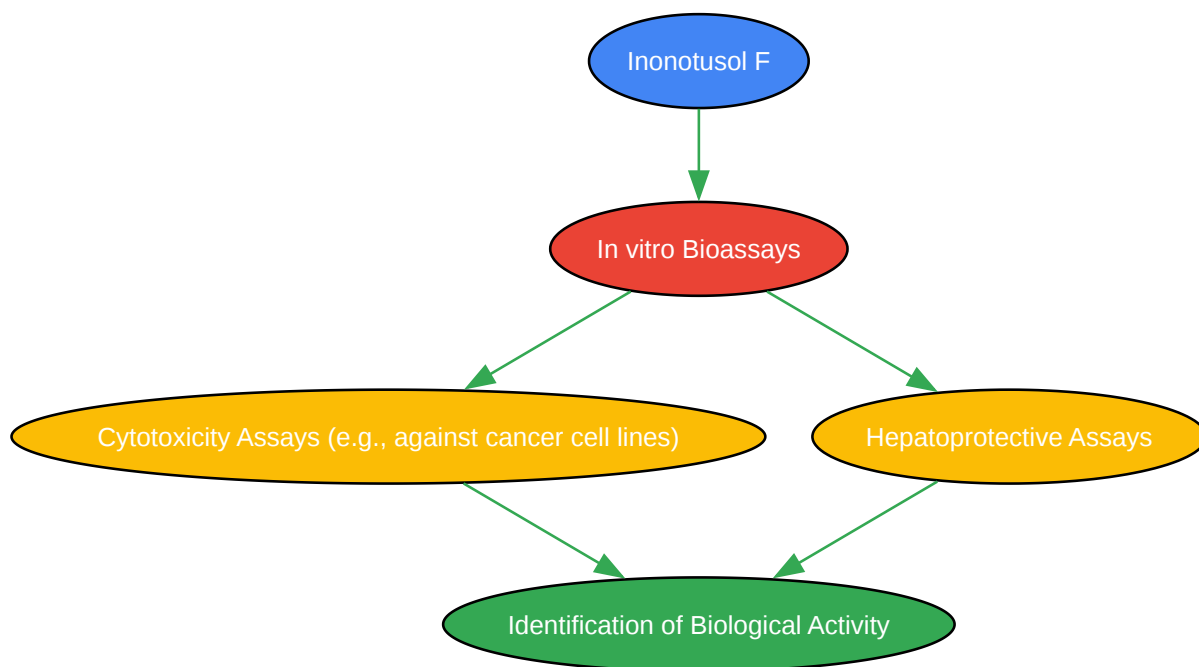 Inonotusol F
In vitro Bioassays
Cytotoxicity Assays (e.g., against cancer cell lines)
Hepatoprotective Assays
Identification of Biological Activity